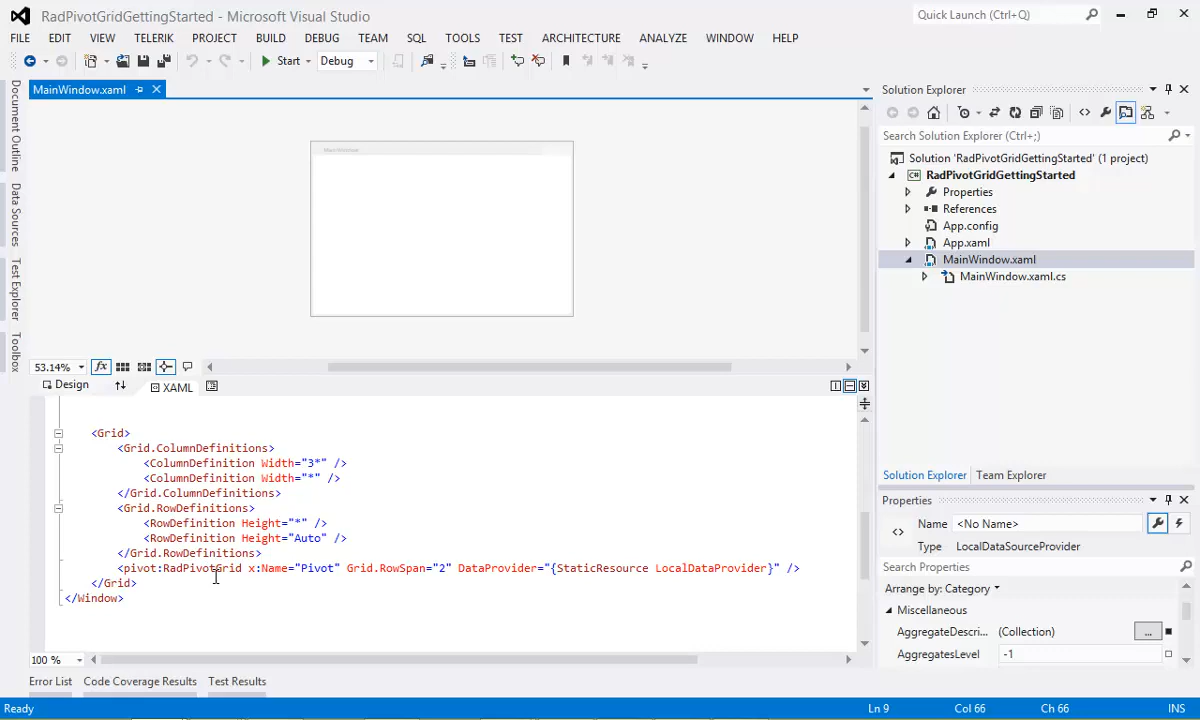 RadPivotGridGettingStarted - Microsoft Visual Studio
Quick Launch (Ctrl+Q)
FILE EDIT VIEW TELERIK PROJECT BUILD DEBUG TEAM SQL TOOLS TEST ARCHITECTURE ANALYZE WINDOW HELP
Start Debug
Document Outline
Data Sources
Test Explorer
Toolbox
MainWindow.xaml
MainWindow
53.14%
Design
XAML
<Grid>
<Grid.ColumnDefinitions>
<ColumnDefinition Width="3*" />
<ColumnDefinition Width="*" />
</Grid.ColumnDefinitions>
<Grid.RowDefinitions>
<RowDefinition Height="*" />
<RowDefinition Height="Auto" />
</Grid.RowDefinitions>
<pivot:RadPivotGrid x:Name="Pivot" Grid.RowSpan="2" DataProvider="{StaticResource LocalDataProvider}" />
</Grid>
</Window>
100 %
Solution Explorer
Search Solution Explorer (Ctrl+;)
Solution 'RadPivotGridGettingStarted' (1 project)
C# RadPivotGridGettingStarted
Properties
References
App.config
App.xaml
MainWindow.xaml
MainWindow.xaml.cs
Solution Explorer Team Explorer
Properties
Name <No Name>
Type LocalDataSourceProvider
Search Properties
Arrange by: Category
Miscellaneous
AggregateDescri... (Collection) ...
AggregatesLevel -1
Error List Code Coverage Results Test Results
Ready Ln 9 Col 66 Ch 66 INS